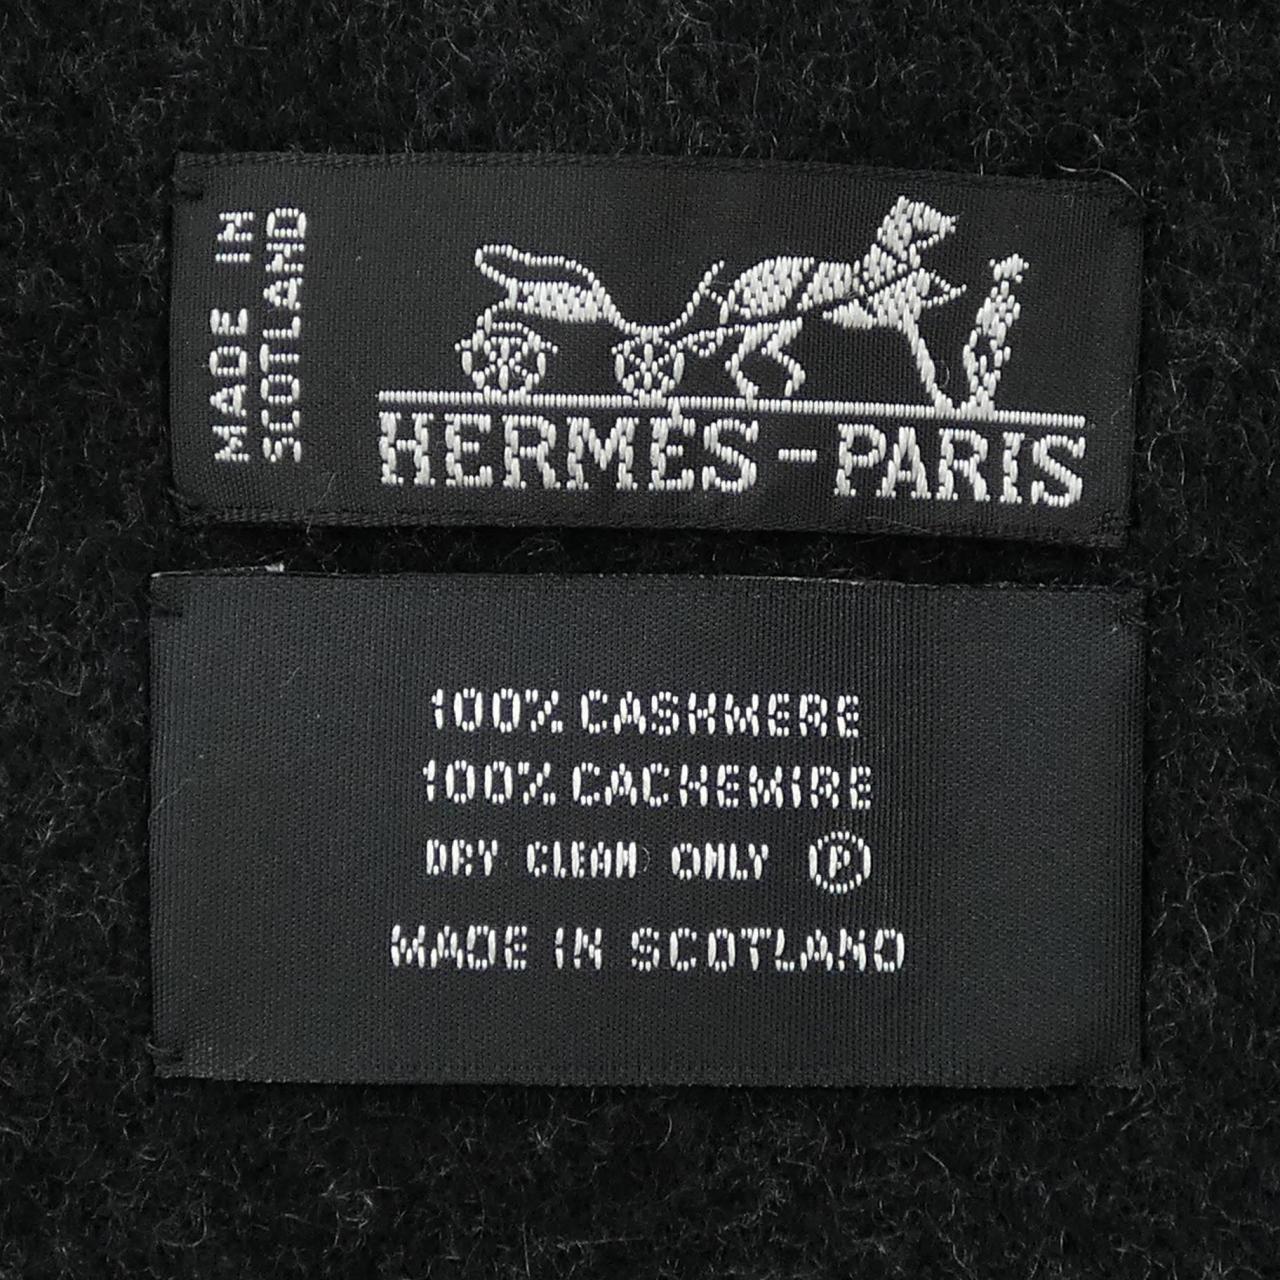 MADE IN
SCOTLAND
HERMÈS-PARIS
100% CASHMERE
100% CACHEMIRE
DRY CLEAN ONLY Ⓟ
MADE IN SCOTLAND